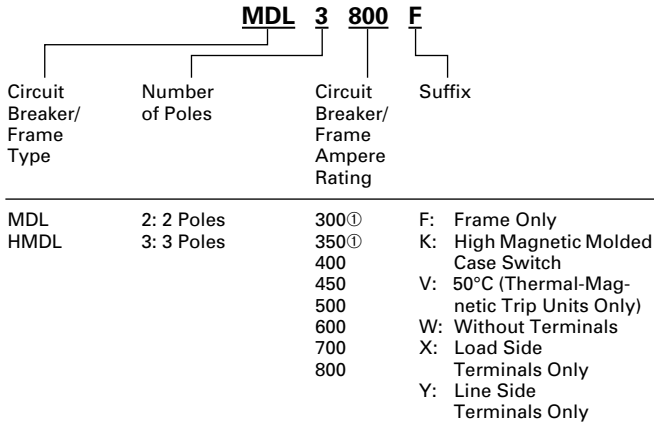 MDL 3 800 F
Circuit Breaker/ Frame Type
Number of Poles
Circuit Breaker/ Frame Ampere Rating
Suffix
MDL
HMDL
2: 2 Poles
3: 3 Poles
300①
350①
400
450
500
600
700
800
F: Frame Only
K: High Magnetic Molded
Case Switch
V: 50°C (Thermal-Mag-
netic Trip Units Only)
W: Without Terminals
X: Load Side
Terminals Only
Y: Line Side
Terminals Only